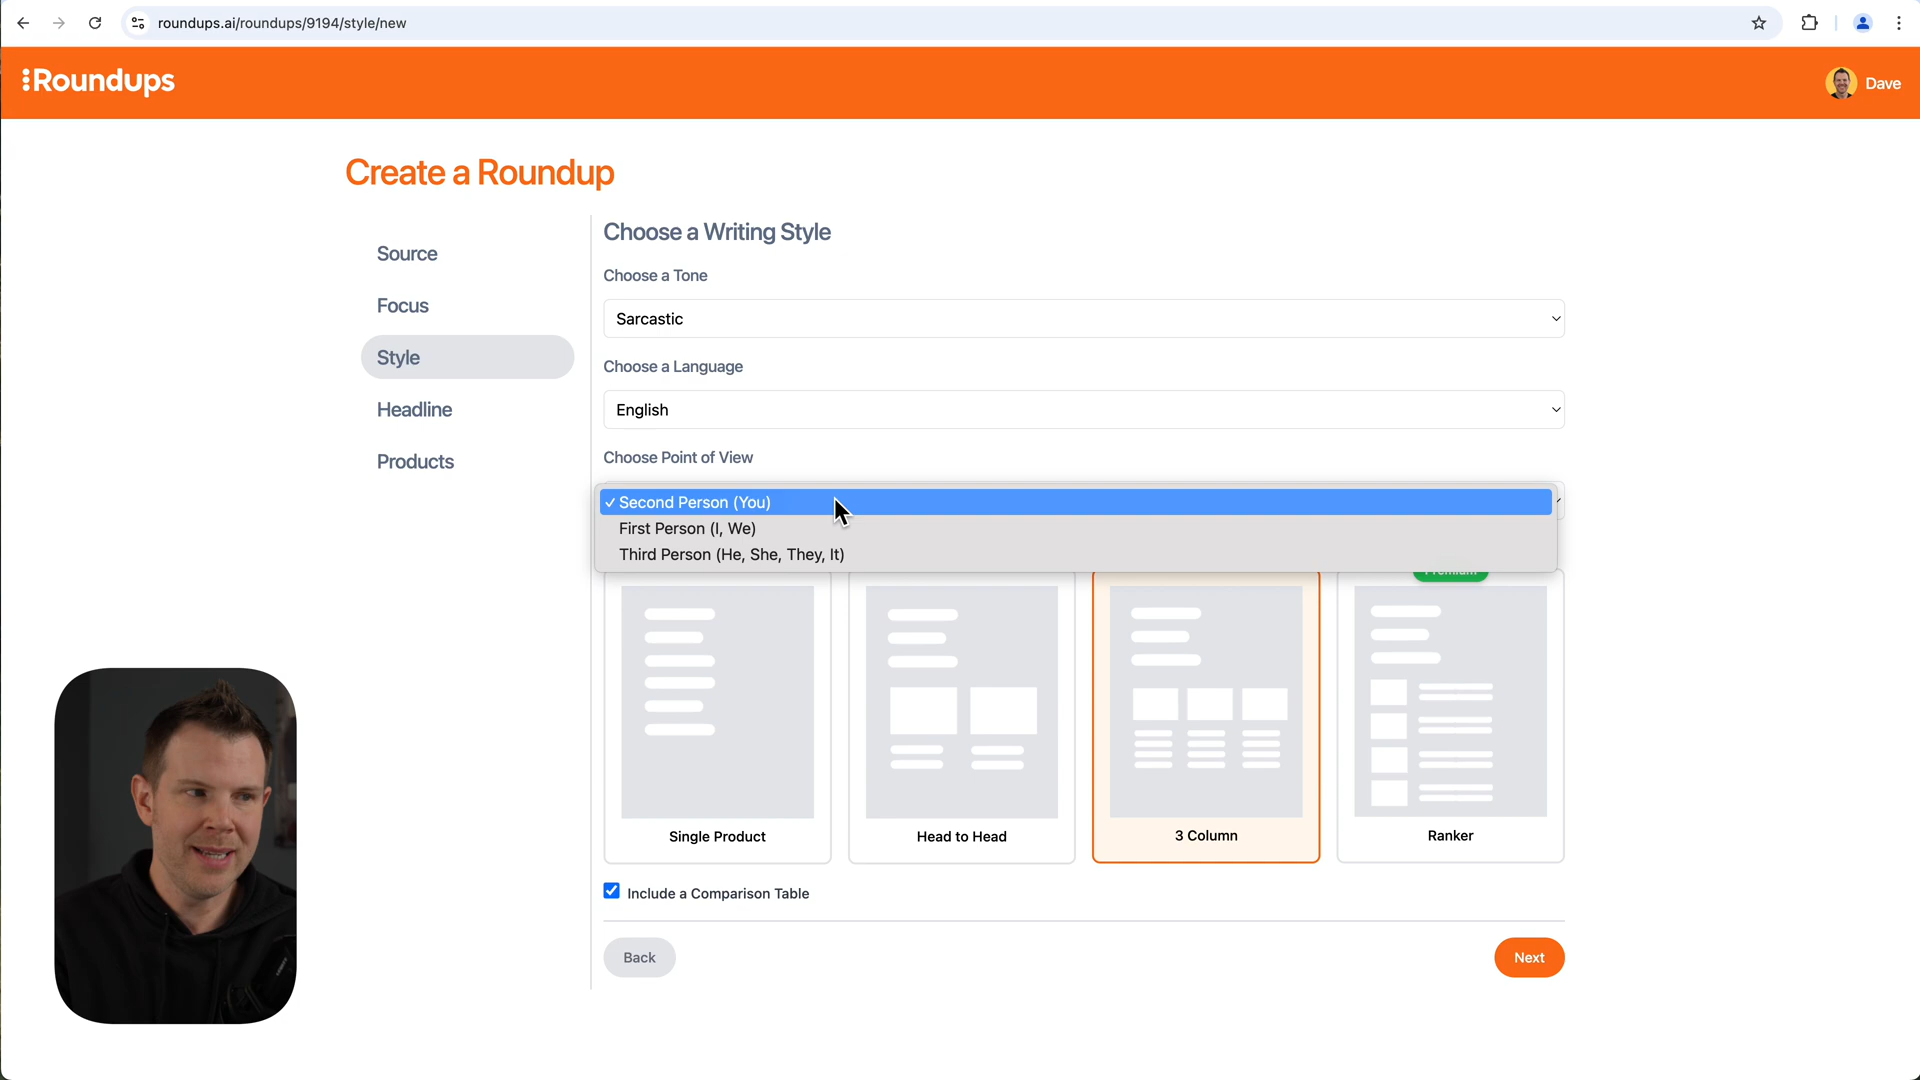 roundups.ai/roundups/9194/style/new
Roundups
Dave
Create a Roundup
Source
Focus
Style
Headline
Products
Choose a Writing Style
Choose a Tone
Sarcastic
Choose a Language
English
Choose Point of View
✓ Second Person (You)
First Person (I, We)
Third Person (He, She, They, It)
Premium
Single Product
Head to Head
3 Column
Ranker
Include a Comparison Table
Back
Next